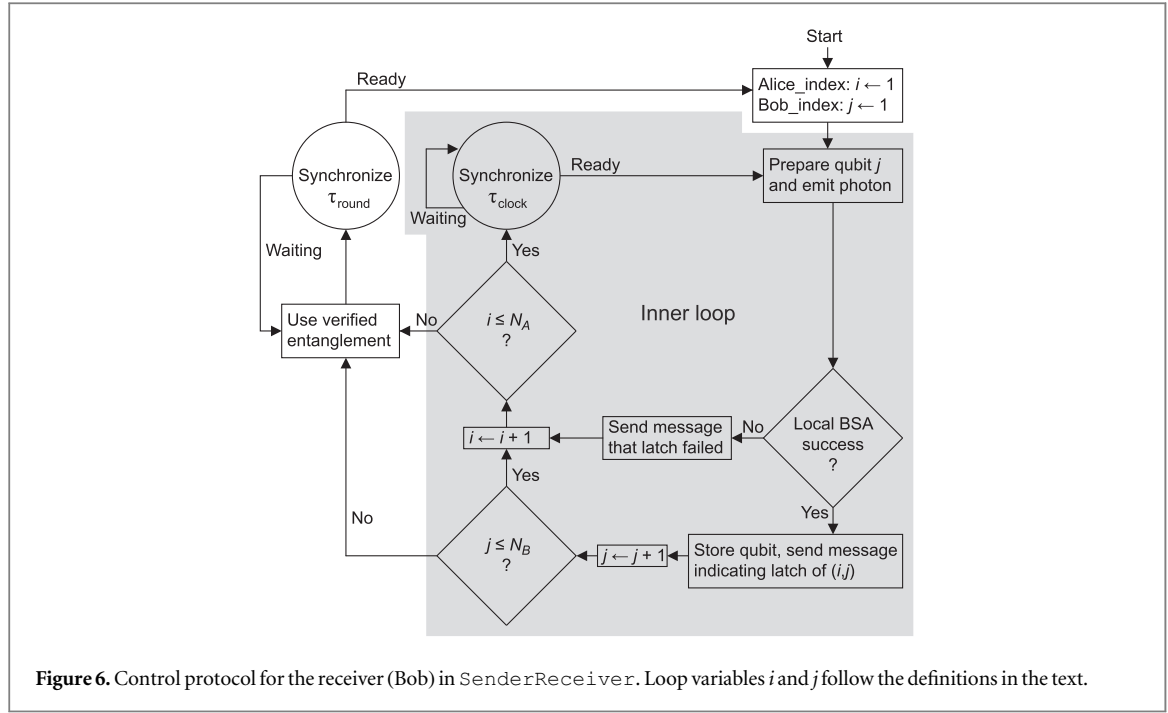 Start
Ready
Alice_index: i ← 1
Bob_index: j ← 1
Synchronize
τround
Waiting
Synchronize
τclock
Waiting
Ready
Prepare qubit j
and emit photon
Yes
Inner loop
Use verified
entanglement
No
i ≤ NA
?
Local BSA
success
?
No
Send message
that latch failed
i ← i + 1
Yes
Yes
No
j ≤ NB
?
j ← j + 1
Store qubit, send message
indicating latch of (i,j)
Figure 6. Control protocol for the receiver (Bob) in SenderReceiver. Loop variables i and j follow the definitions in the text.